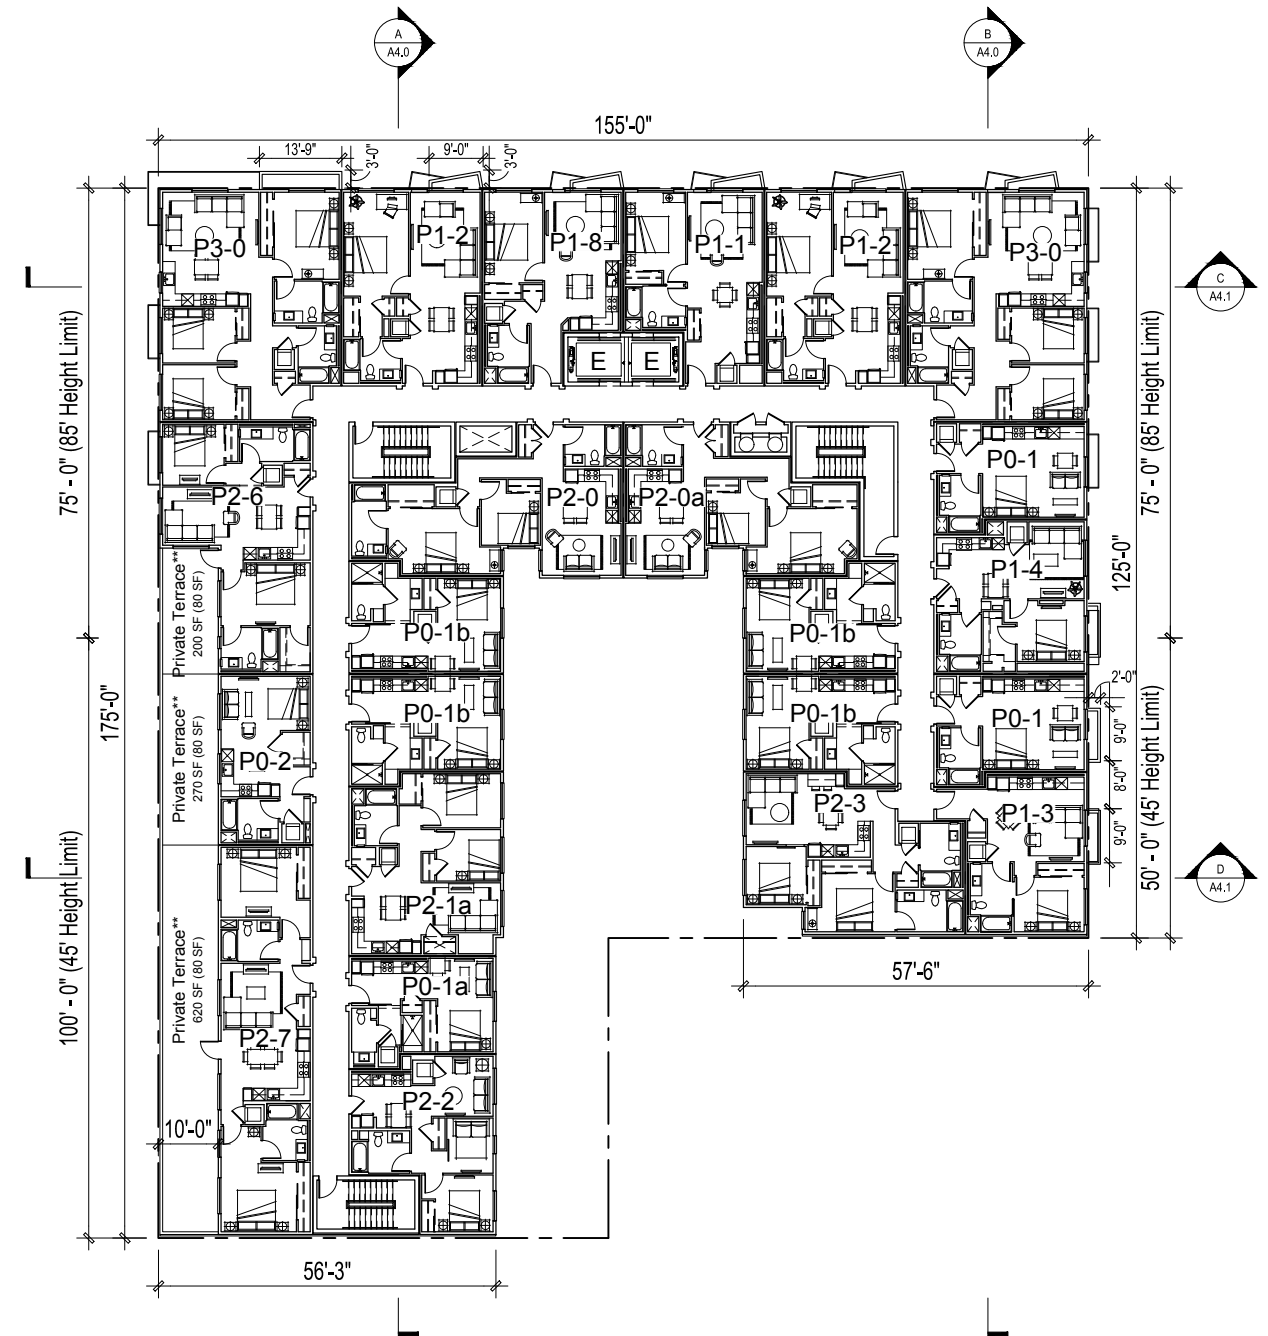 A
A4.0
B
A4.0
155'-0"
13'-9"
3'-0"
9'-0"
3'-0"
P3-0
P1-2
P1-8
P1-1
P1-2
P3-0
C
A4.1
E
E
75' - 0" (85' Height Limit)
75' - 0" (85' Height Limit)
P2-6
P2-0
P2-0a
P0-1
P1-4
125'-0"
Private Terrace**
200 SF (80 SF)
P0-1b
P0-1b
175'-0"
Private Terrace**
270 SF (80 SF)
P0-2
P0-1b
P0-1b
P0-1
2'-0"
9'-0"
8'-0"
9'-0"
P2-3
P1-3
50' - 0" (45' Height Limit)
D
A4.1
100' - 0" (45' Height Limit)
P2-1a
Private Terrace**
620 SF (80 SF)
P0-1a
57'-6"
P2-7
P2-2
10'-0"
56'-3"